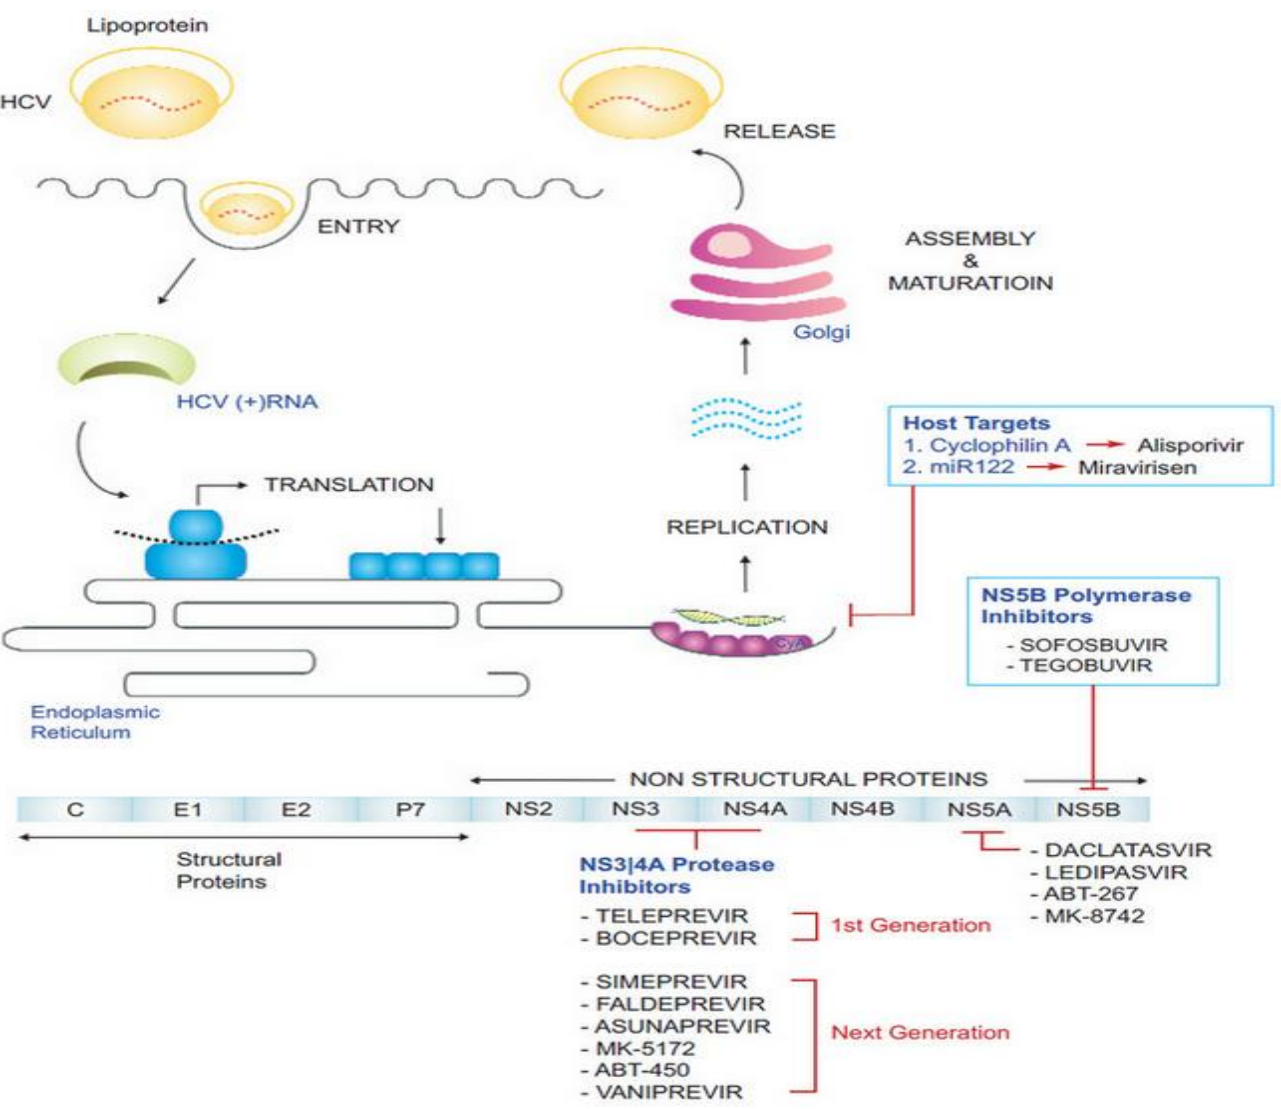 Lipoprotein
HCV
RELEASE
ENTRY
ASSEMBLY
&
MATURATIOIN
Golgi
HCV (+)RNA
Host Targets
1. Cyclophilin A → Alisporivir
2. miR122 → Miravirisen
TRANSLATION
REPLICATION
NS5B Polymerase
Inhibitors
- SOFOSBUVIR
- TEGOBUVIR
CyA
Endoplasmic
Reticulum
NON STRUCTURAL PROTEINS
C E1 E2 P7 NS2 NS3 NS4A NS4B NS5A NS5B
Structural
Proteins
NS3|4A Protease
Inhibitors
- TELEPREVIR
- BOCEPREVIR
1st Generation
- DACLATASVIR
- LEDIPASVIR
- ABT-267
- MK-8742
- SIMEPREVIR
- FALDEPREVIR
- ASUNAPREVIR
- MK-5172
- ABT-450
- VANIPREVIR
Next Generation